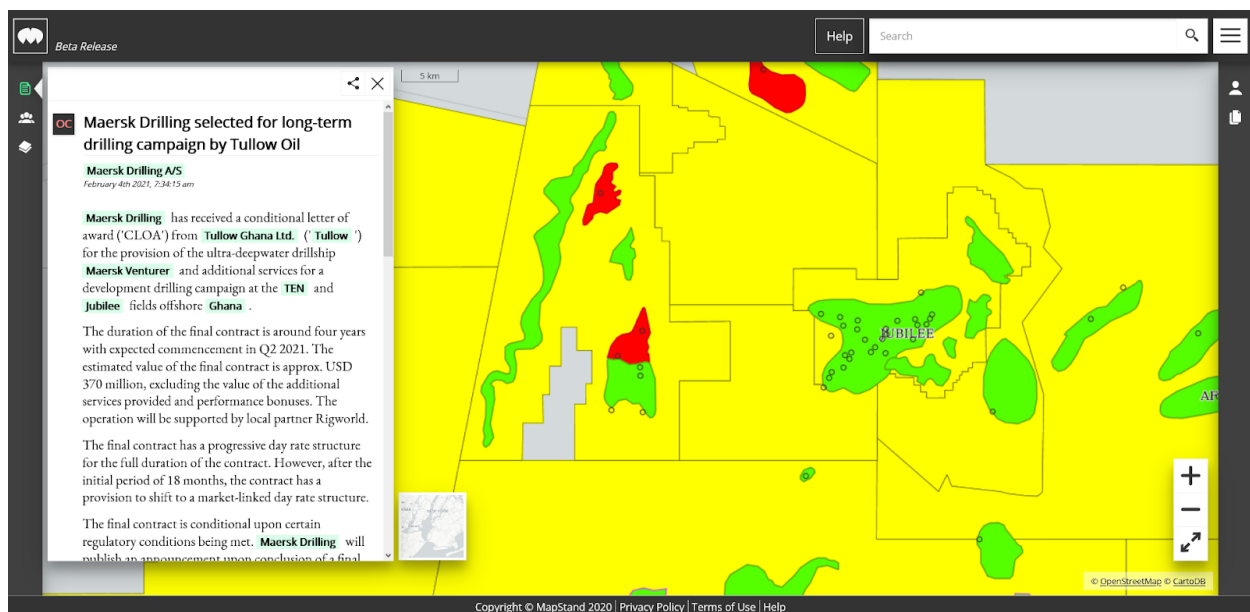 Beta Release
Help
Search
5 km
OC
Maersk Drilling selected for long-term
drilling campaign by Tullow Oil
Maersk Drilling A/S
February 4th 2021, 7:34:15 am
Maersk Drilling has received a conditional letter of
award ('CLOA') from Tullow Ghana Ltd. (' Tullow ')
for the provision of the ultra-deepwater drillship
Maersk Venturer and additional services for a
development drilling campaign at the TEN and
Jubilee fields offshore Ghana .
The duration of the final contract is around four years
with expected commencement in Q2 2021. The
estimated value of the final contract is approx. USD
370 million, excluding the value of the additional
services provided and performance bonuses. The
operation will be supported by local partner Rigworld.
The final contract has a progressive day rate structure
for the full duration of the contract. However, after the
initial period of 18 months, the contract has a
provision to shift to a market-linked day rate structure.
The final contract is conditional upon certain
regulatory conditions being met. Maersk Drilling will
publish an announcement upon conclusion of a final
JUBILEE
AR
© OpenStreetMap © CartoDB
Copyright © MapStand 2020 | Privacy Policy | Terms of Use | Help